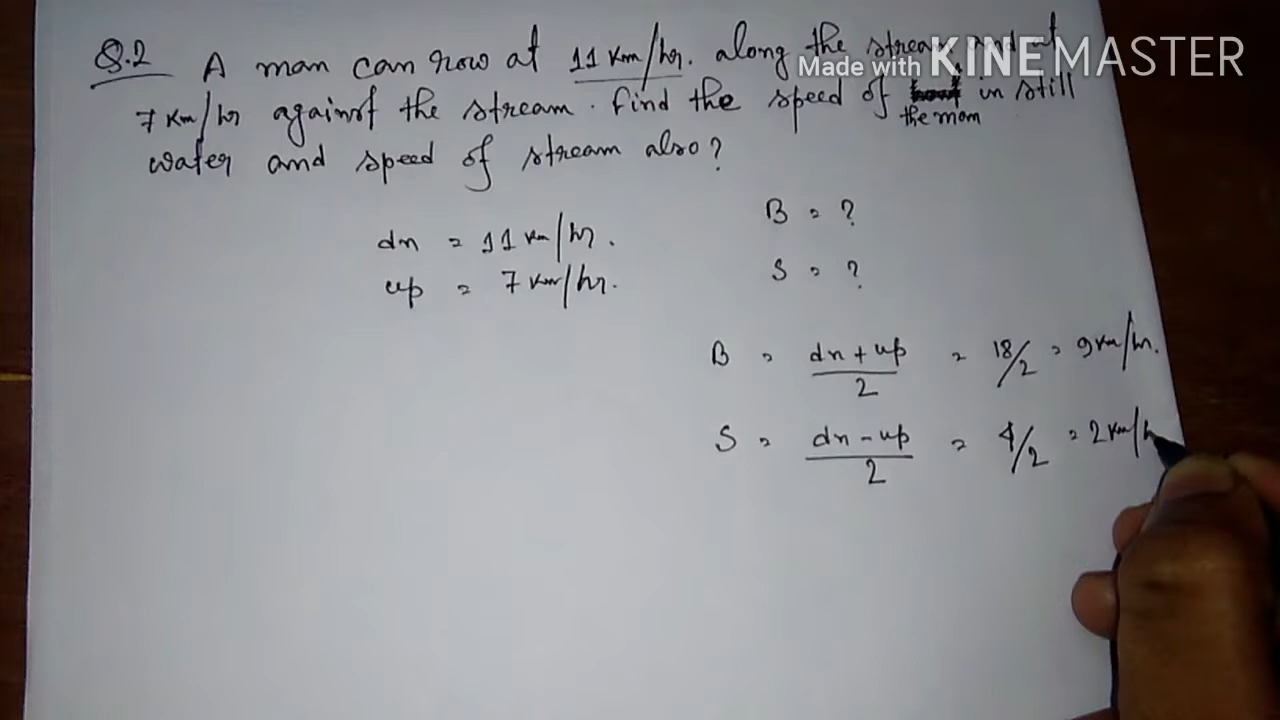 Q.2 A man can row at 11 km/hr. along the stream and at
Made with KINEMASTER
7 km/hr against the stream. Find the speed of the man in still
water and speed of stream also?
dn = 11 km/hr.
up = 7 km/hr.
B = ?
S = ?
B = dn + up / 2 = 18/2 = 9 km/hr.
S = dn - up / 2 = 4/2 = 2 km/h